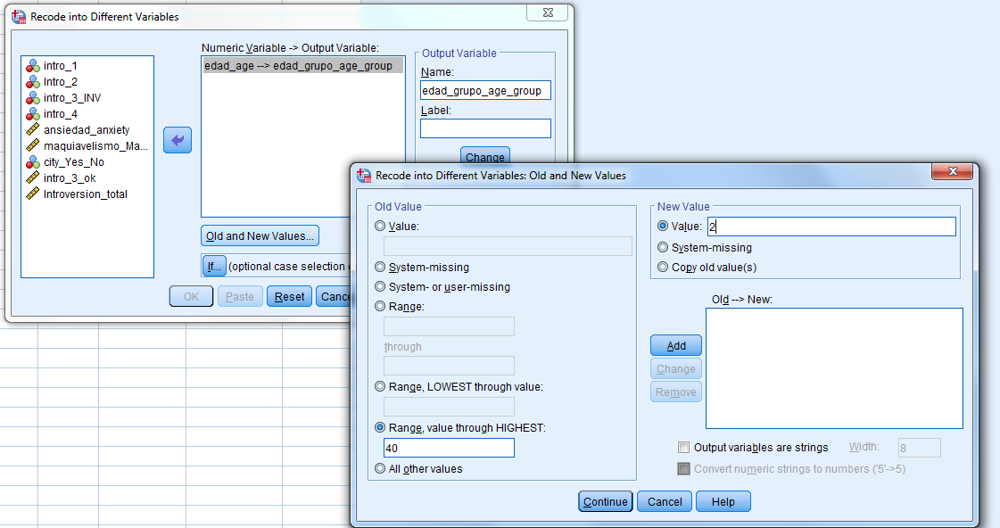 Recode into Different Variables
intro_1
Intro_2
intro_3_INV
intro_4
ansiedad_anxiety
maquiavelismo_Ma...
city_Yes_No
intro_3_ok
Introversion_total
Numeric Variable -> Output Variable:
edad_age --> edad_grupo_age_group
Output Variable
Name:
edad_grupo_age_group
Label:
Change
Old and New Values...
If... (optional case selection
OK Paste Reset Cance
Recode into Different Variables: Old and New Values
Old Value
Value:
System-missing
System- or user-missing
Range:
through
Range, LOWEST through value:
Range, value through HIGHEST:
40
All other values
New Value
Value: 2
System-missing
Copy old value(s)
Old --> New:
Add
Change
Remove
Output variables are strings Width: 8
Convert numeric strings to numbers ('5'->5)
Continue Cancel Help